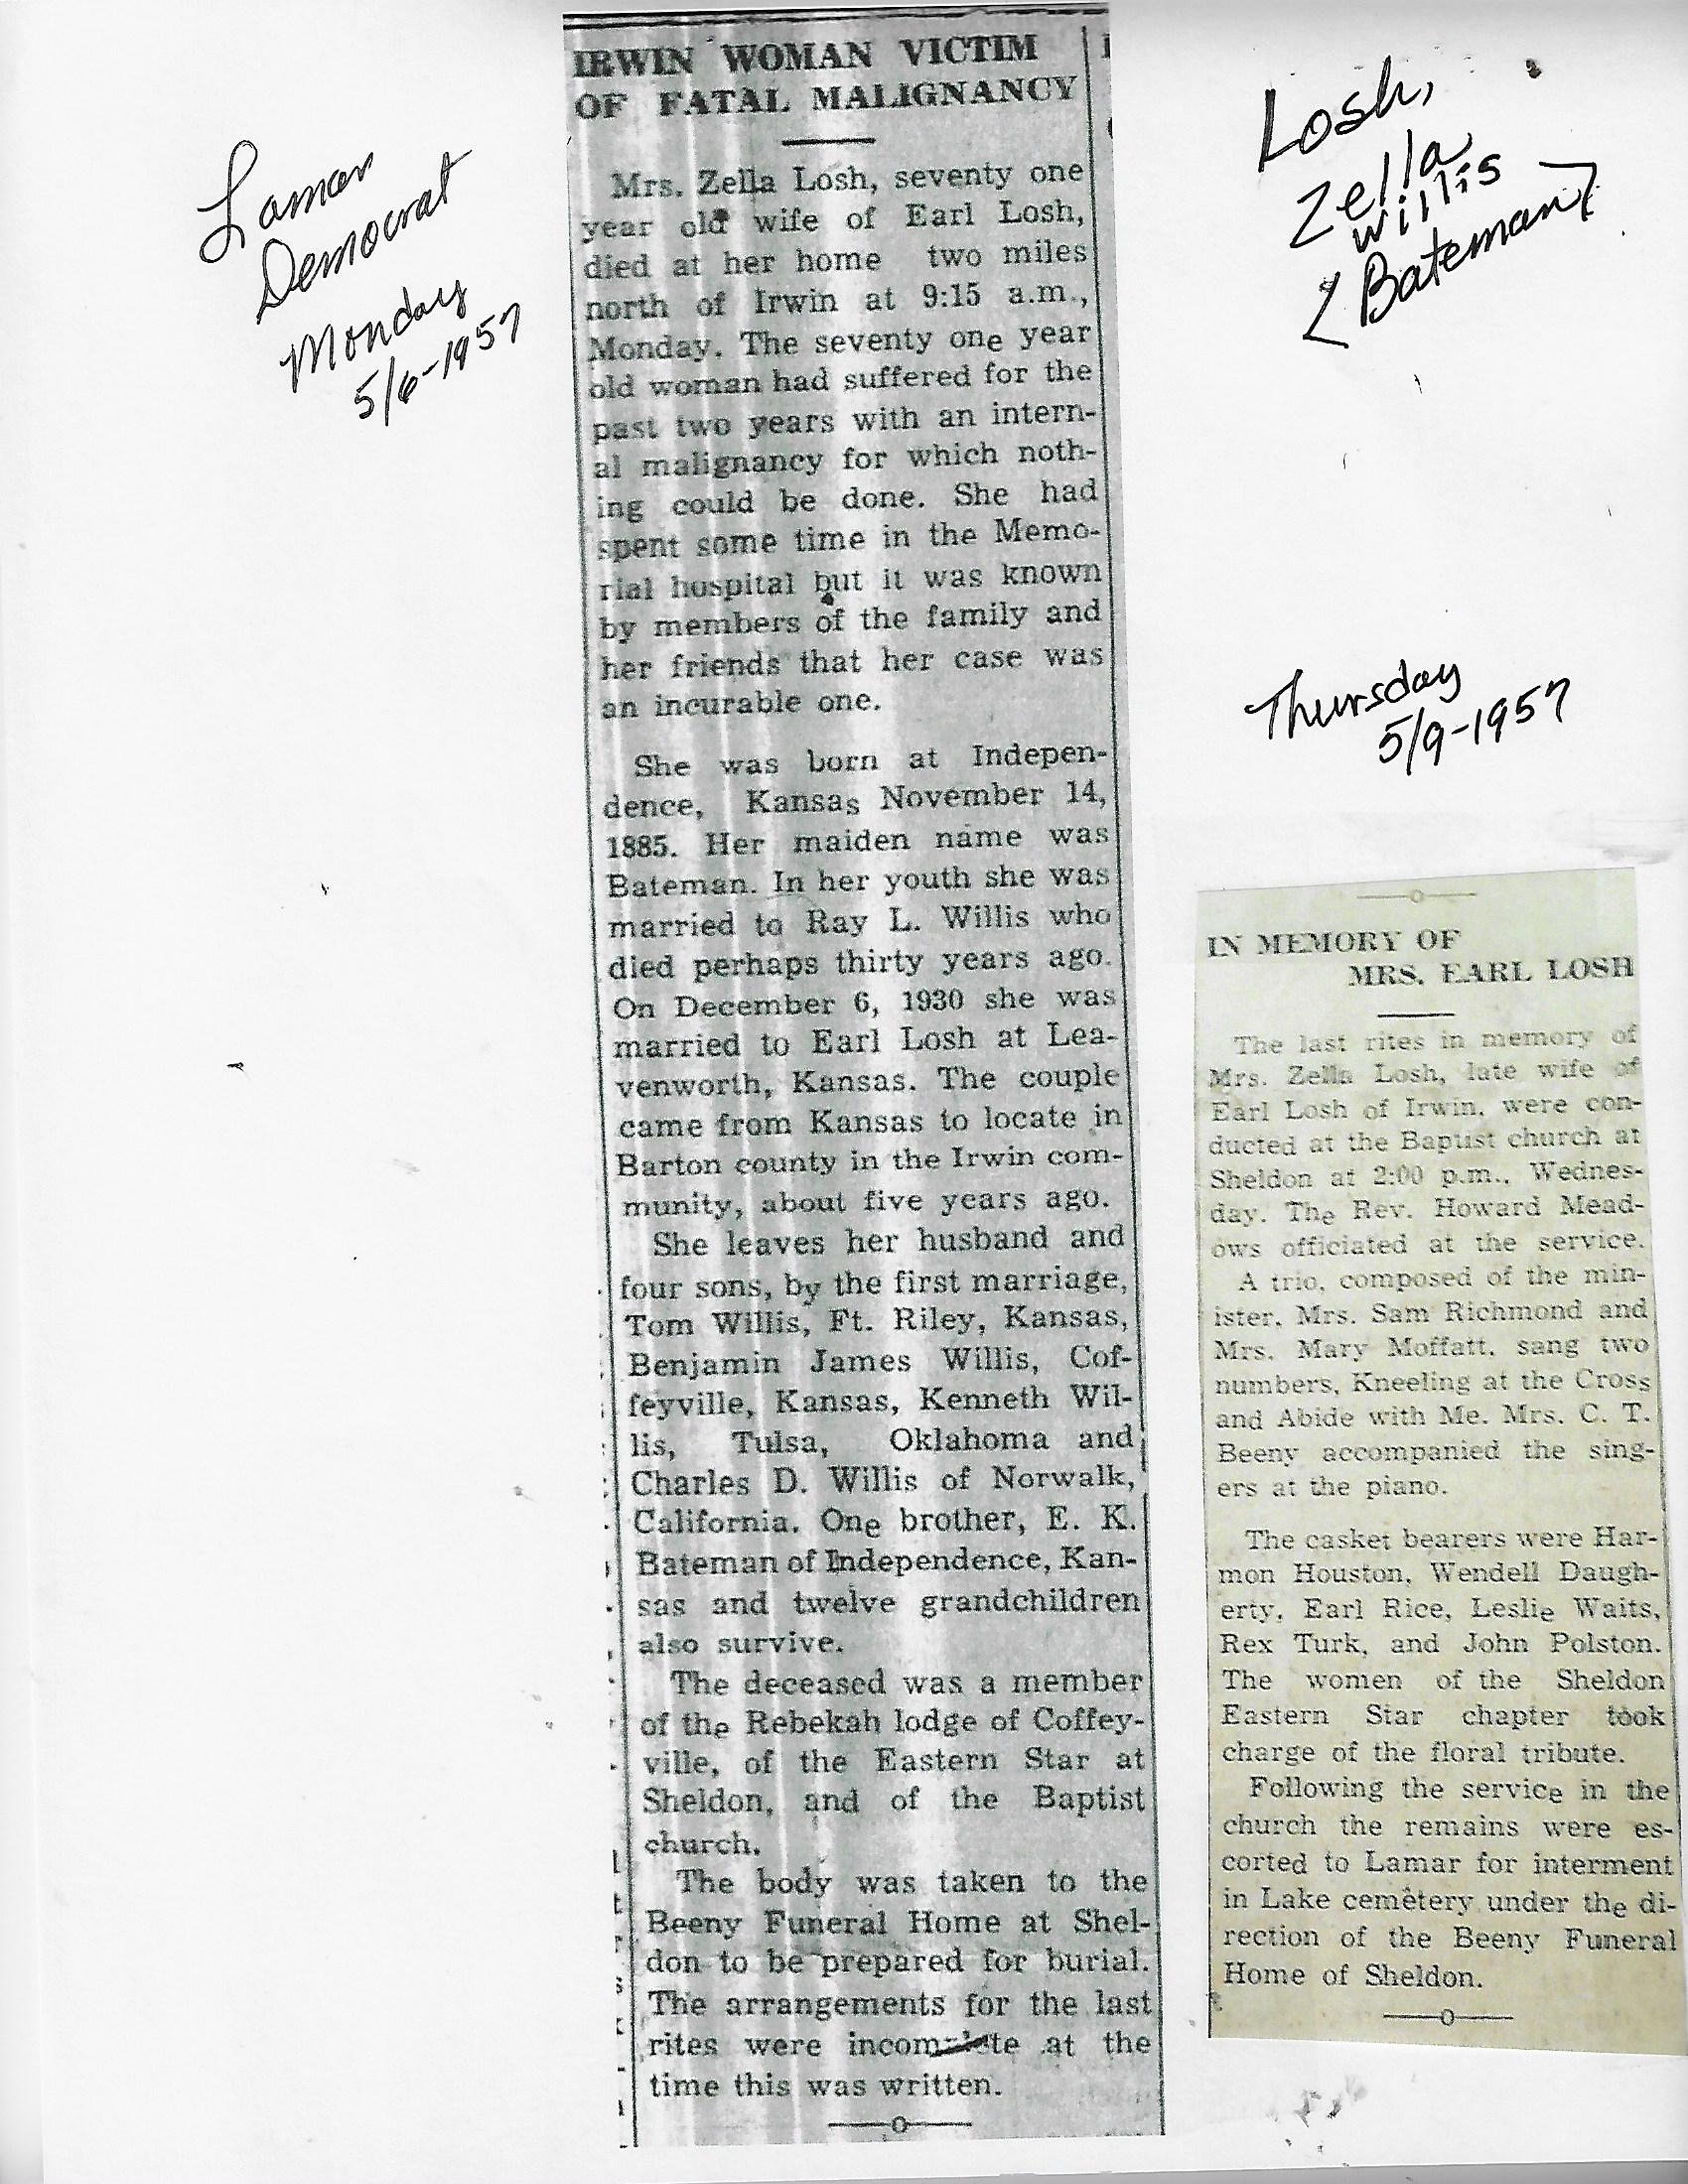 Lamar
Democrat
Monday
5/6-1957
IRWIN WOMAN VICTIM
OF FATAL MALIGNANCY
Mrs. Zella Losh, seventy one
year old wife of Earl Losh,
died at her home two miles
north of Irwin at 9:15 a.m.,
Monday. The seventy one year
old woman had suffered for the
past two years with an intern-
al malignancy for which noth-
ing could be done. She had
spent some time in the Memo-
rial hospital but it was known
by members of the family and
her friends that her case was
an incurable one.
She was born at Indepen-
dence, Kansas November 14,
1885. Her maiden name was
Bateman. In her youth she was
married to Ray L. Willis who
died perhaps thirty years ago.
On December 6, 1930 she was
married to Earl Losh at Lea-
venworth, Kansas. The couple
came from Kansas to locate in
Barton county in the Irwin com-
munity, about five years ago.
She leaves her husband and
four sons, by the first marriage,
Tom Willis, Ft. Riley, Kansas,
Benjamin James Willis, Cof-
feyville, Kansas, Kenneth Wil-
lis, Tulsa, Oklahoma and
Charles D. Willis of Norwalk,
California. One brother, E. K.
Bateman of Independence, Kan-
sas and twelve grandchildren
also survive.
The deceased was a member
of the Rebekah lodge of Coffey-
ville, of the Eastern Star at
Sheldon, and of the Baptist
church.
The body was taken to the
Beeny Funeral Home at Shel-
don to be prepared for burial.
The arrangements for the last
rites were incomplete at the
time this was written.
Losh,
Zella
Willis
<Bateman>
Thursday
5/9-1957
IN MEMORY OF
MRS. EARL LOSH
The last rites in memory of
Mrs. Zella Losh, late wife of
Earl Losh of Irwin, were con-
ducted at the Baptist church at
Sheldon at 2:00 p.m., Wednes-
day. The Rev. Howard Mead-
ows officiated at the service.
A trio, composed of the min-
ister, Mrs. Sam Richmond and
Mrs. Mary Moffatt, sang two
numbers, Kneeling at the Cross
and Abide with Me. Mrs. C. T.
Beeny accompanied the sing-
ers at the piano.
The casket bearers were Har-
mon Houston, Wendell Daugh-
erty, Earl Rice, Leslie Waits,
Rex Turk, and John Polston.
The women of the Sheldon
Eastern Star chapter took
charge of the floral tribute.
Following the service in the
church the remains were es-
corted to Lamar for interment
in Lake cemetery under the di-
rection of the Beeny Funeral
Home of Sheldon.